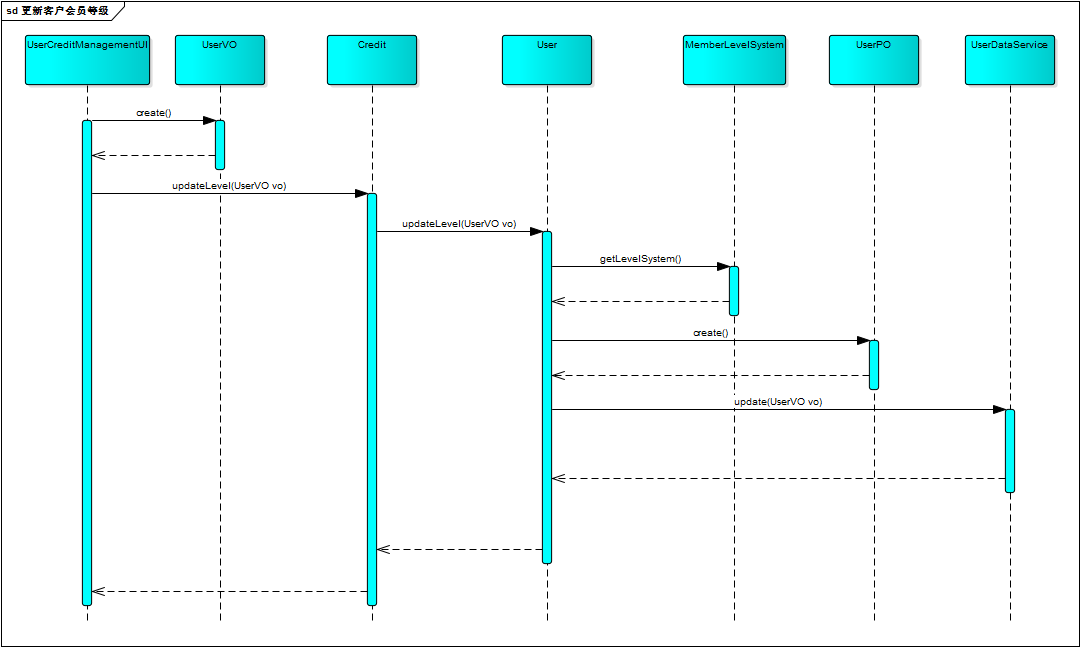 sd 更新客户会员等级
UserCreditManagementUI
UserVO
Credit
User
MemberLevelSystem
UserPO
UserDataService
create()
updateLevel(UserVO vo)
updateLevel(UserVO vo)
getLevelSystem()
create()
update(UserVO vo)